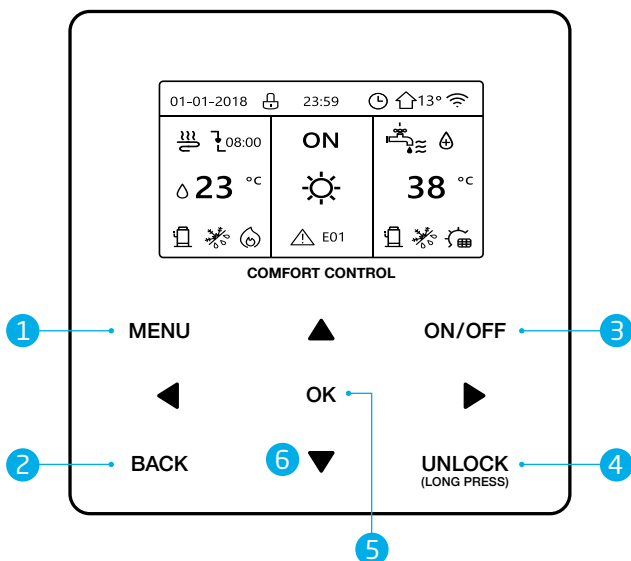 01-01-2018 23:59 13°
08:00 ON
23 °C 38 °C
E01
COMFORT CONTROL
1 MENU ON/OFF 3
OK
2 BACK 6 UNLOCK 4
(LONG PRESS)
5